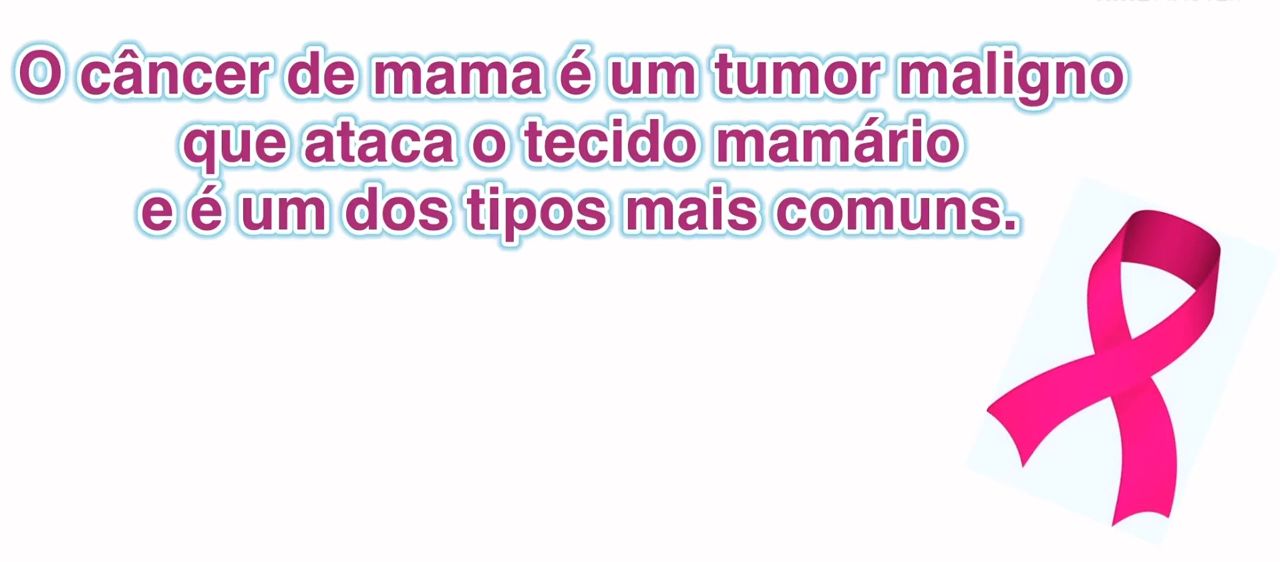 O câncer de mama é um tumor maligno
que ataca o tecido mamário
e é um dos tipos mais comuns.